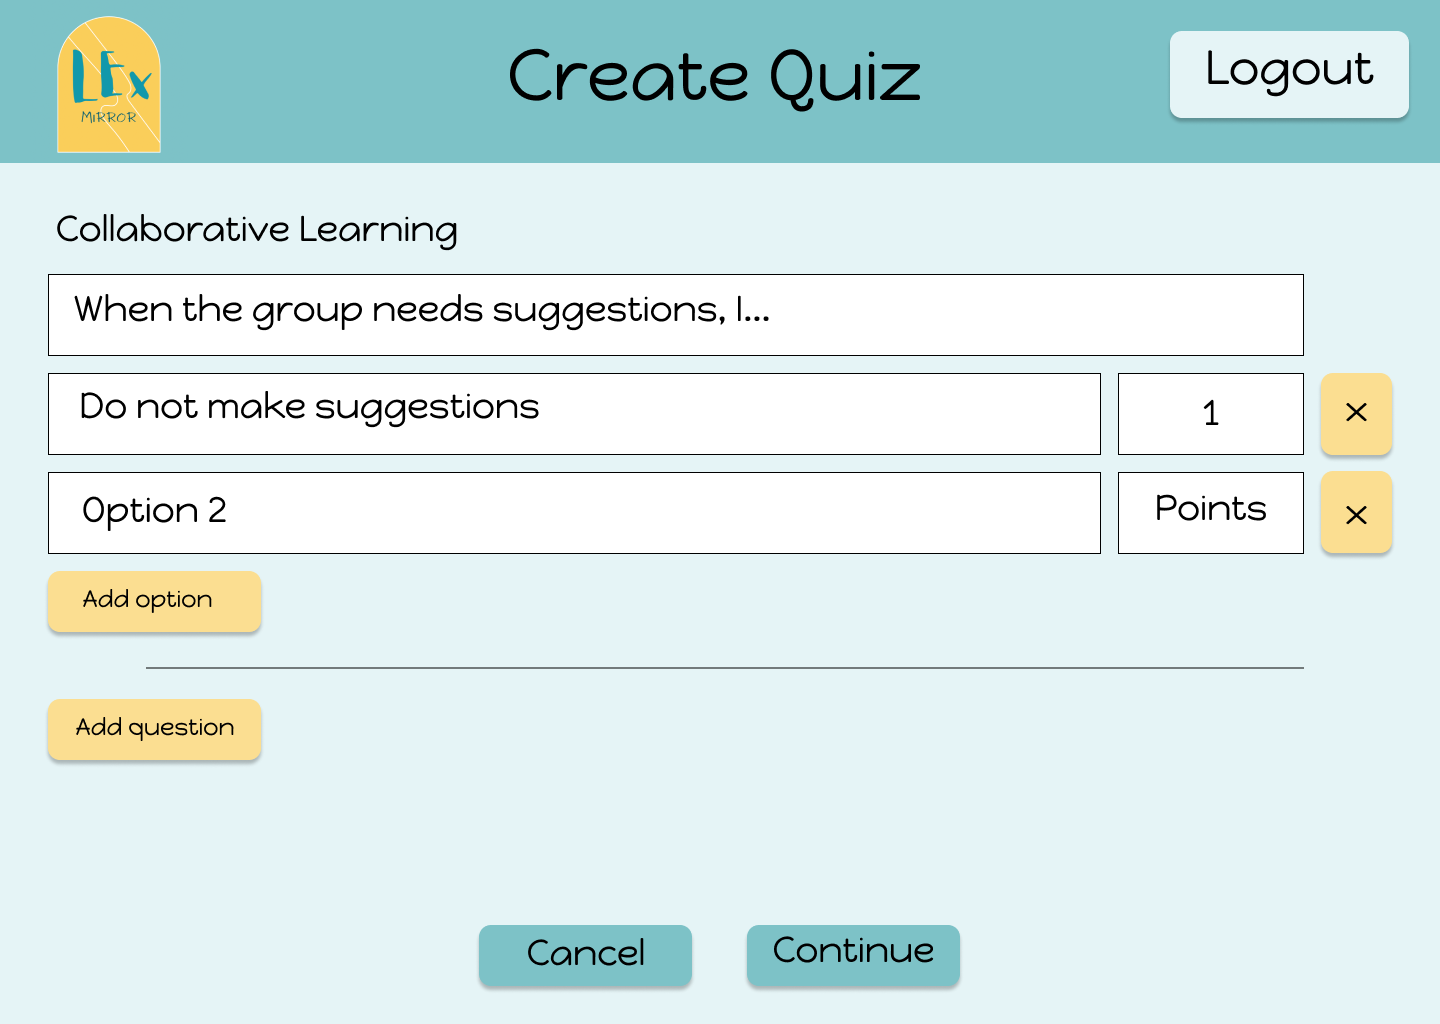 LEx
MIRROR
Create Quiz
Logout
Collaborative Learning
When the group needs suggestions, I...
Do not make suggestions
1
X
Option 2
Points
X
Add option
Add question
Cancel
Continue